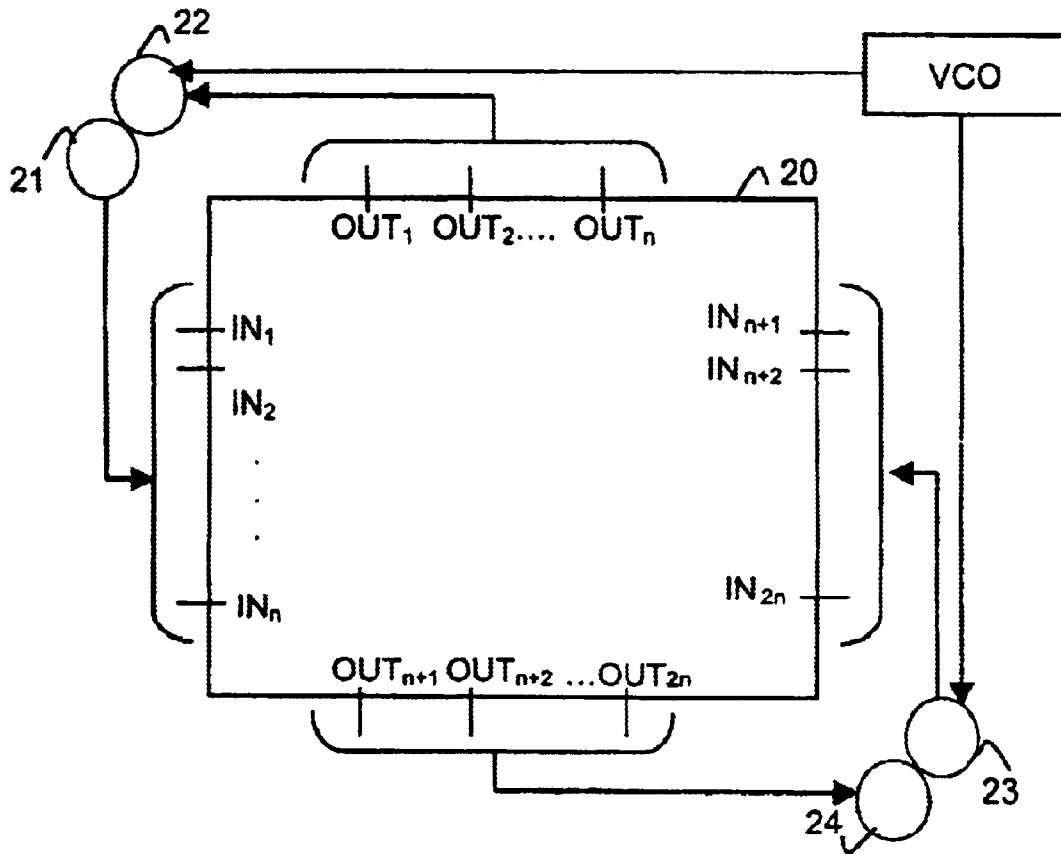 22
VCO
21
20
OUT₁ OUT₂.... OUTₙ
IN₁ INₙ₊₁
INₙ₊₂
IN₂
.
.
.
INₙ IN₂ₙ
OUTₙ₊₁ OUTₙ₊₂ ...OUT₂ₙ
23
24